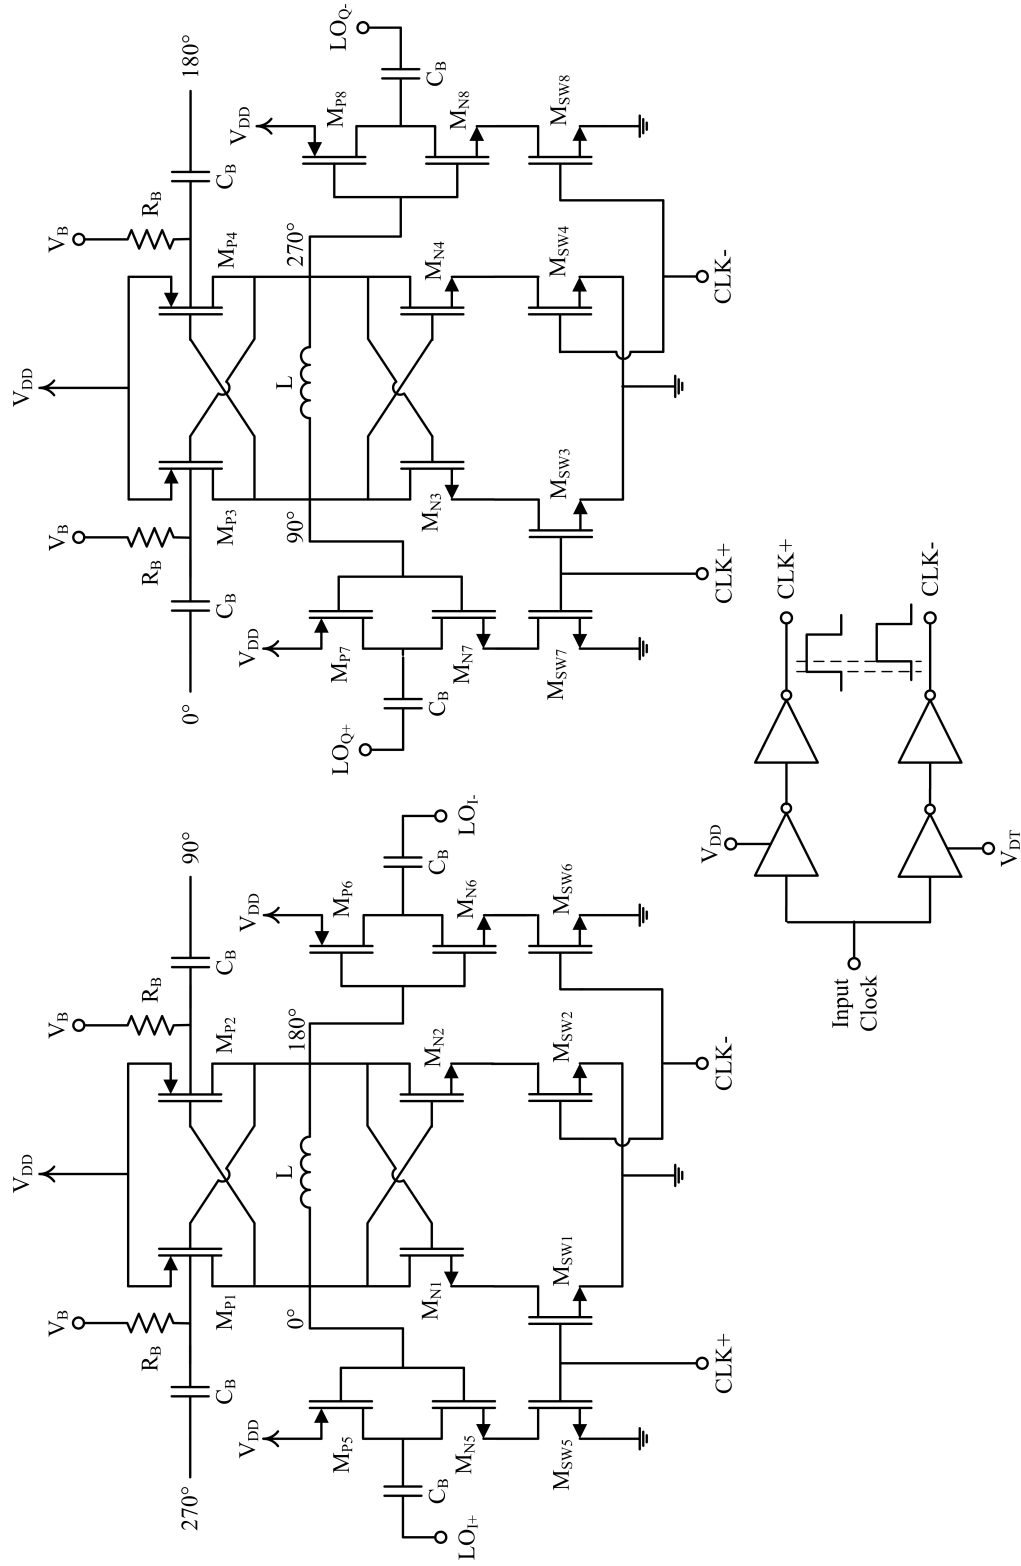 V_DD
V_B
V_B
R_B
R_B
270°
C_B
M_P1
M_P2
C_B
90°
V_DD
V_DD
M_P5
0°
L
180°
M_P6
LO_I+
C_B
M_N5
M_N1
M_N2
M_N6
C_B
LO_I-
M_SW5
M_SW1
M_SW2
M_SW6
CLK+
CLK-
V_DD
V_B
V_B
R_B
R_B
0°
C_B
M_P3
M_P4
C_B
180°
V_DD
V_DD
M_P7
90°
L
270°
M_P8
LO_Q+
C_B
M_N7
M_N3
M_N4
M_N8
C_B
LO_Q-
M_SW7
M_SW3
M_SW4
M_SW8
CLK+
CLK-
Input
Clock
V_DD
V_DT
CLK+
CLK-